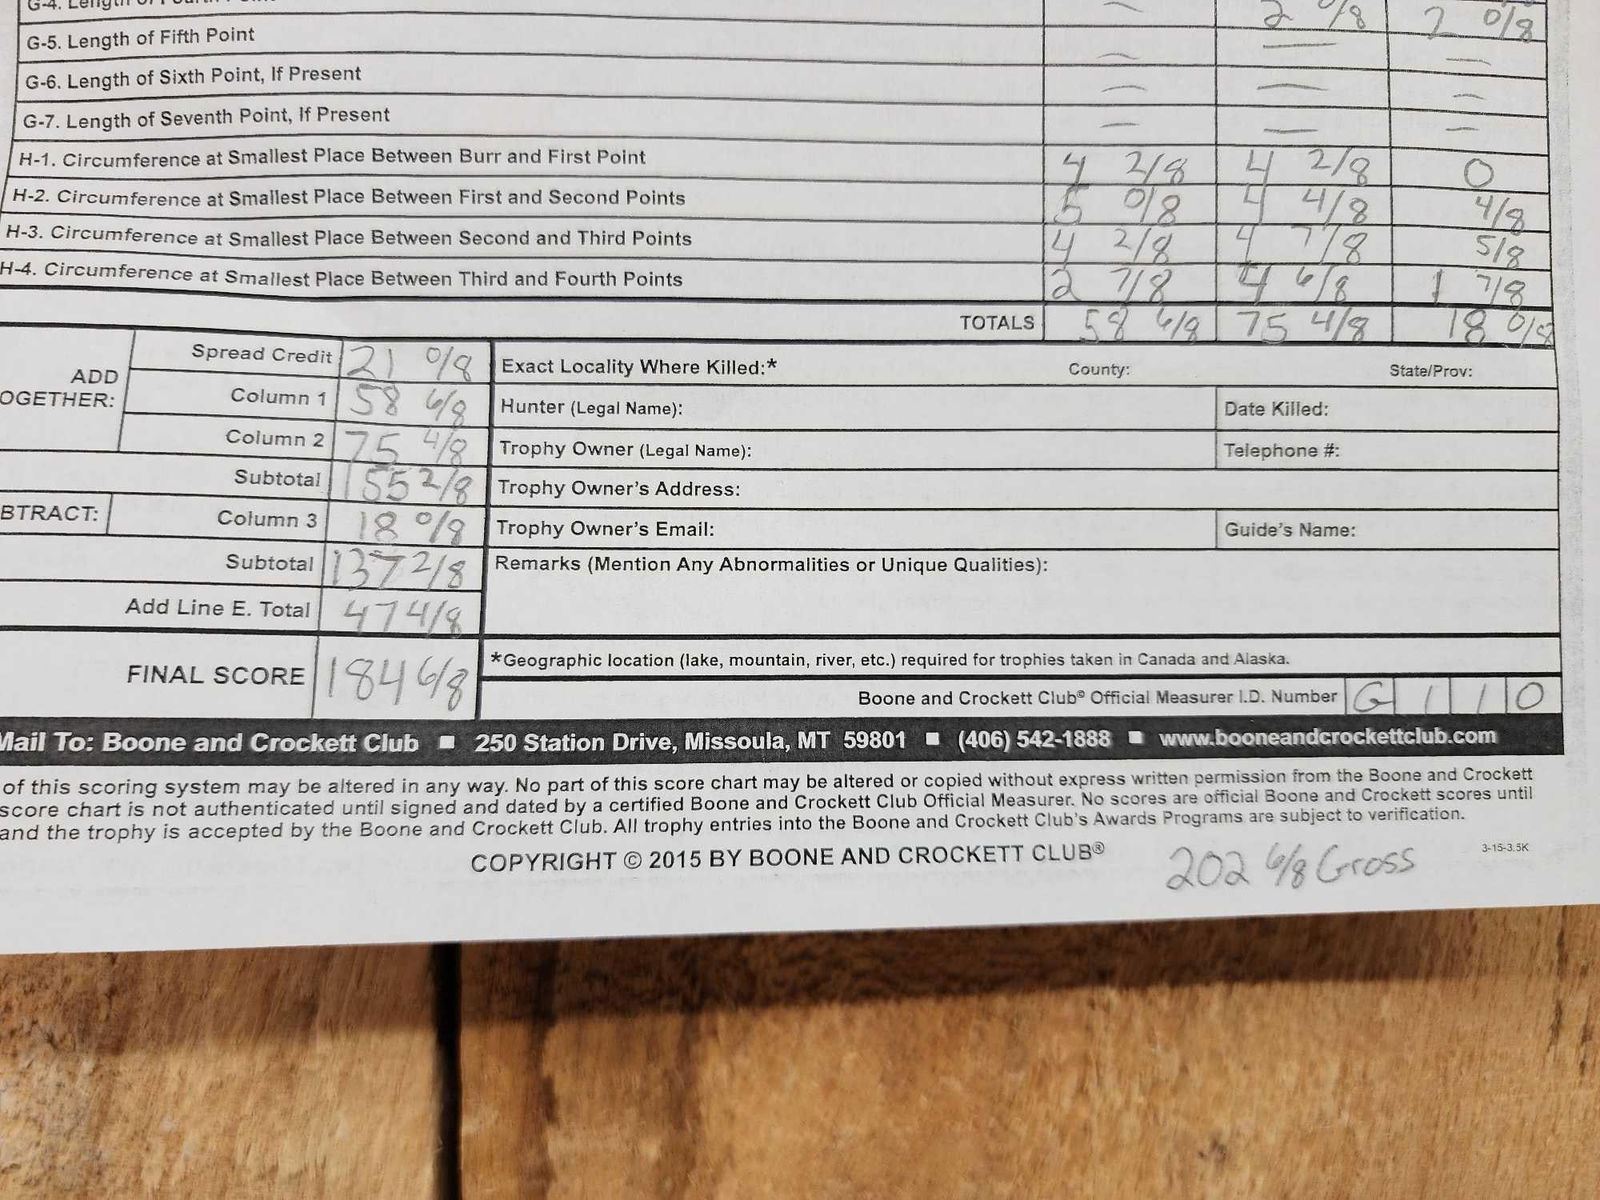 G-4. Length of Fourth Point — 2 0/8 2 0/8
G-5. Length of Fifth Point — — —
G-6. Length of Sixth Point, If Present — — —
G-7. Length of Seventh Point, If Present — — —
H-1. Circumference at Smallest Place Between Burr and First Point 4 2/8 4 2/8 0
H-2. Circumference at Smallest Place Between First and Second Points 5 0/8 4 4/8 4/8
H-3. Circumference at Smallest Place Between Second and Third Points 4 2/8 4 7/8 5/8
H-4. Circumference at Smallest Place Between Third and Fourth Points 2 7/8 4 6/8 1 7/8
TOTALS 58 6/8 75 4/8 18 0/8
ADD
OGETHER:
Spread Credit 21 0/8
Column 1 58 6/8
Column 2 75 4/8
Subtotal 155 2/8
BTRACT: Column 3 18 0/8
Subtotal 137 2/8
Add Line E. Total 47 4/8
FINAL SCORE 184 6/8
Exact Locality Where Killed:* County: State/Prov:
Hunter (Legal Name): Date Killed:
Trophy Owner (Legal Name): Telephone #:
Trophy Owner's Address:
Trophy Owner's Email: Guide's Name:
Remarks (Mention Any Abnormalities or Unique Qualities):
*Geographic location (lake, mountain, river, etc.) required for trophies taken in Canada and Alaska.
Boone and Crockett Club® Official Measurer I.D. Number G 1 1 0
Mail To: Boone and Crockett Club ■ 250 Station Drive, Missoula, MT 59801 ■ (406) 542-1888 ■ www.booneandcrockettclub.com
of this scoring system may be altered in any way. No part of this score chart may be altered or copied without express written permission from the Boone and Crockett
score chart is not authenticated until signed and dated by a certified Boone and Crockett Club Official Measurer. No scores are official Boone and Crockett scores until
and the trophy is accepted by the Boone and Crockett Club. All trophy entries into the Boone and Crockett Club's Awards Programs are subject to verification.
COPYRIGHT © 2015 BY BOONE AND CROCKETT CLUB®
3-15-3.5K
202 6/8 Gross